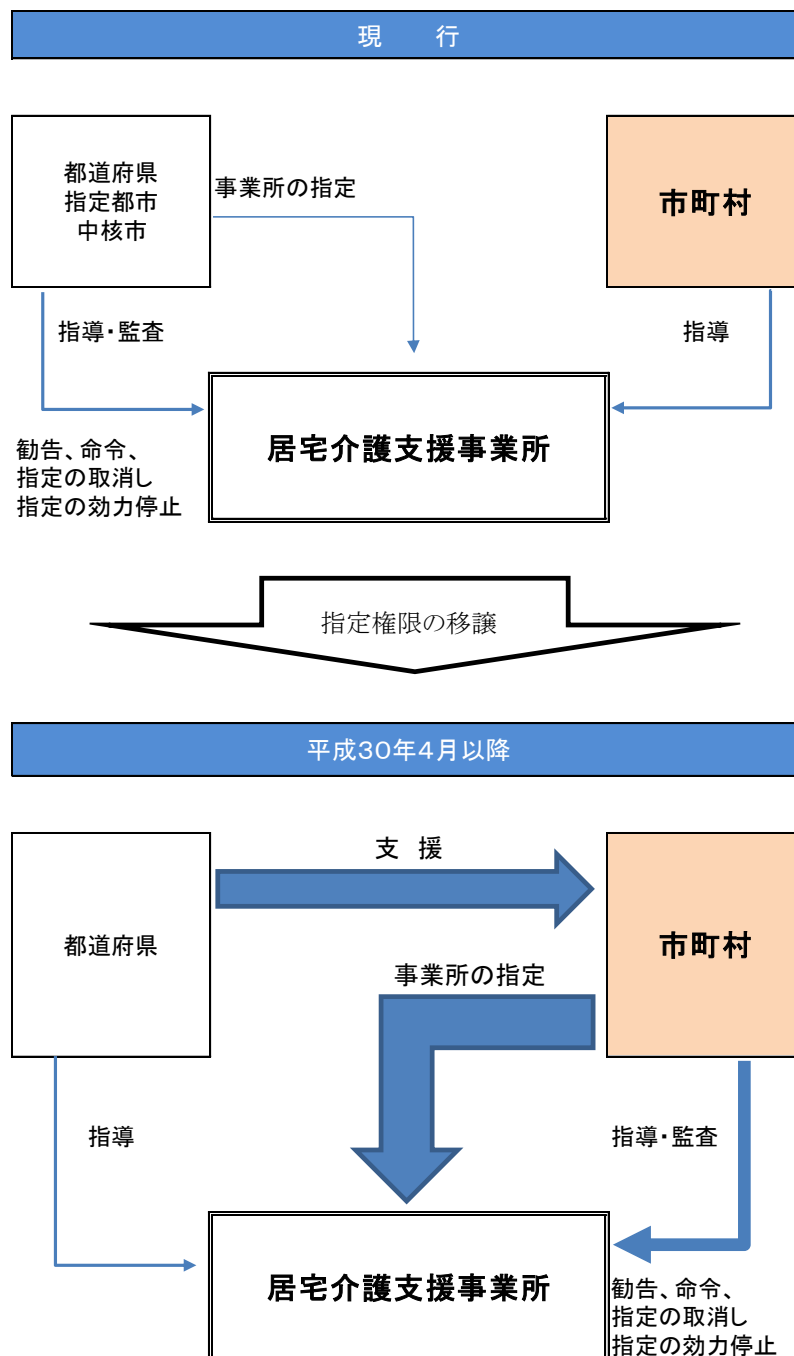 現　　行
都道府県
指定都市
中核市
事業所の指定
市町村
指導・監査
指導
居宅介護支援事業所
勧告、命令、
指定の取消し
指定の効力停止
指定権限の移譲
平成30年4月以降
支　援
都道府県
市町村
事業所の指定
指導
指導・監査
居宅介護支援事業所
勧告、命令、
指定の取消し
指定の効力停止